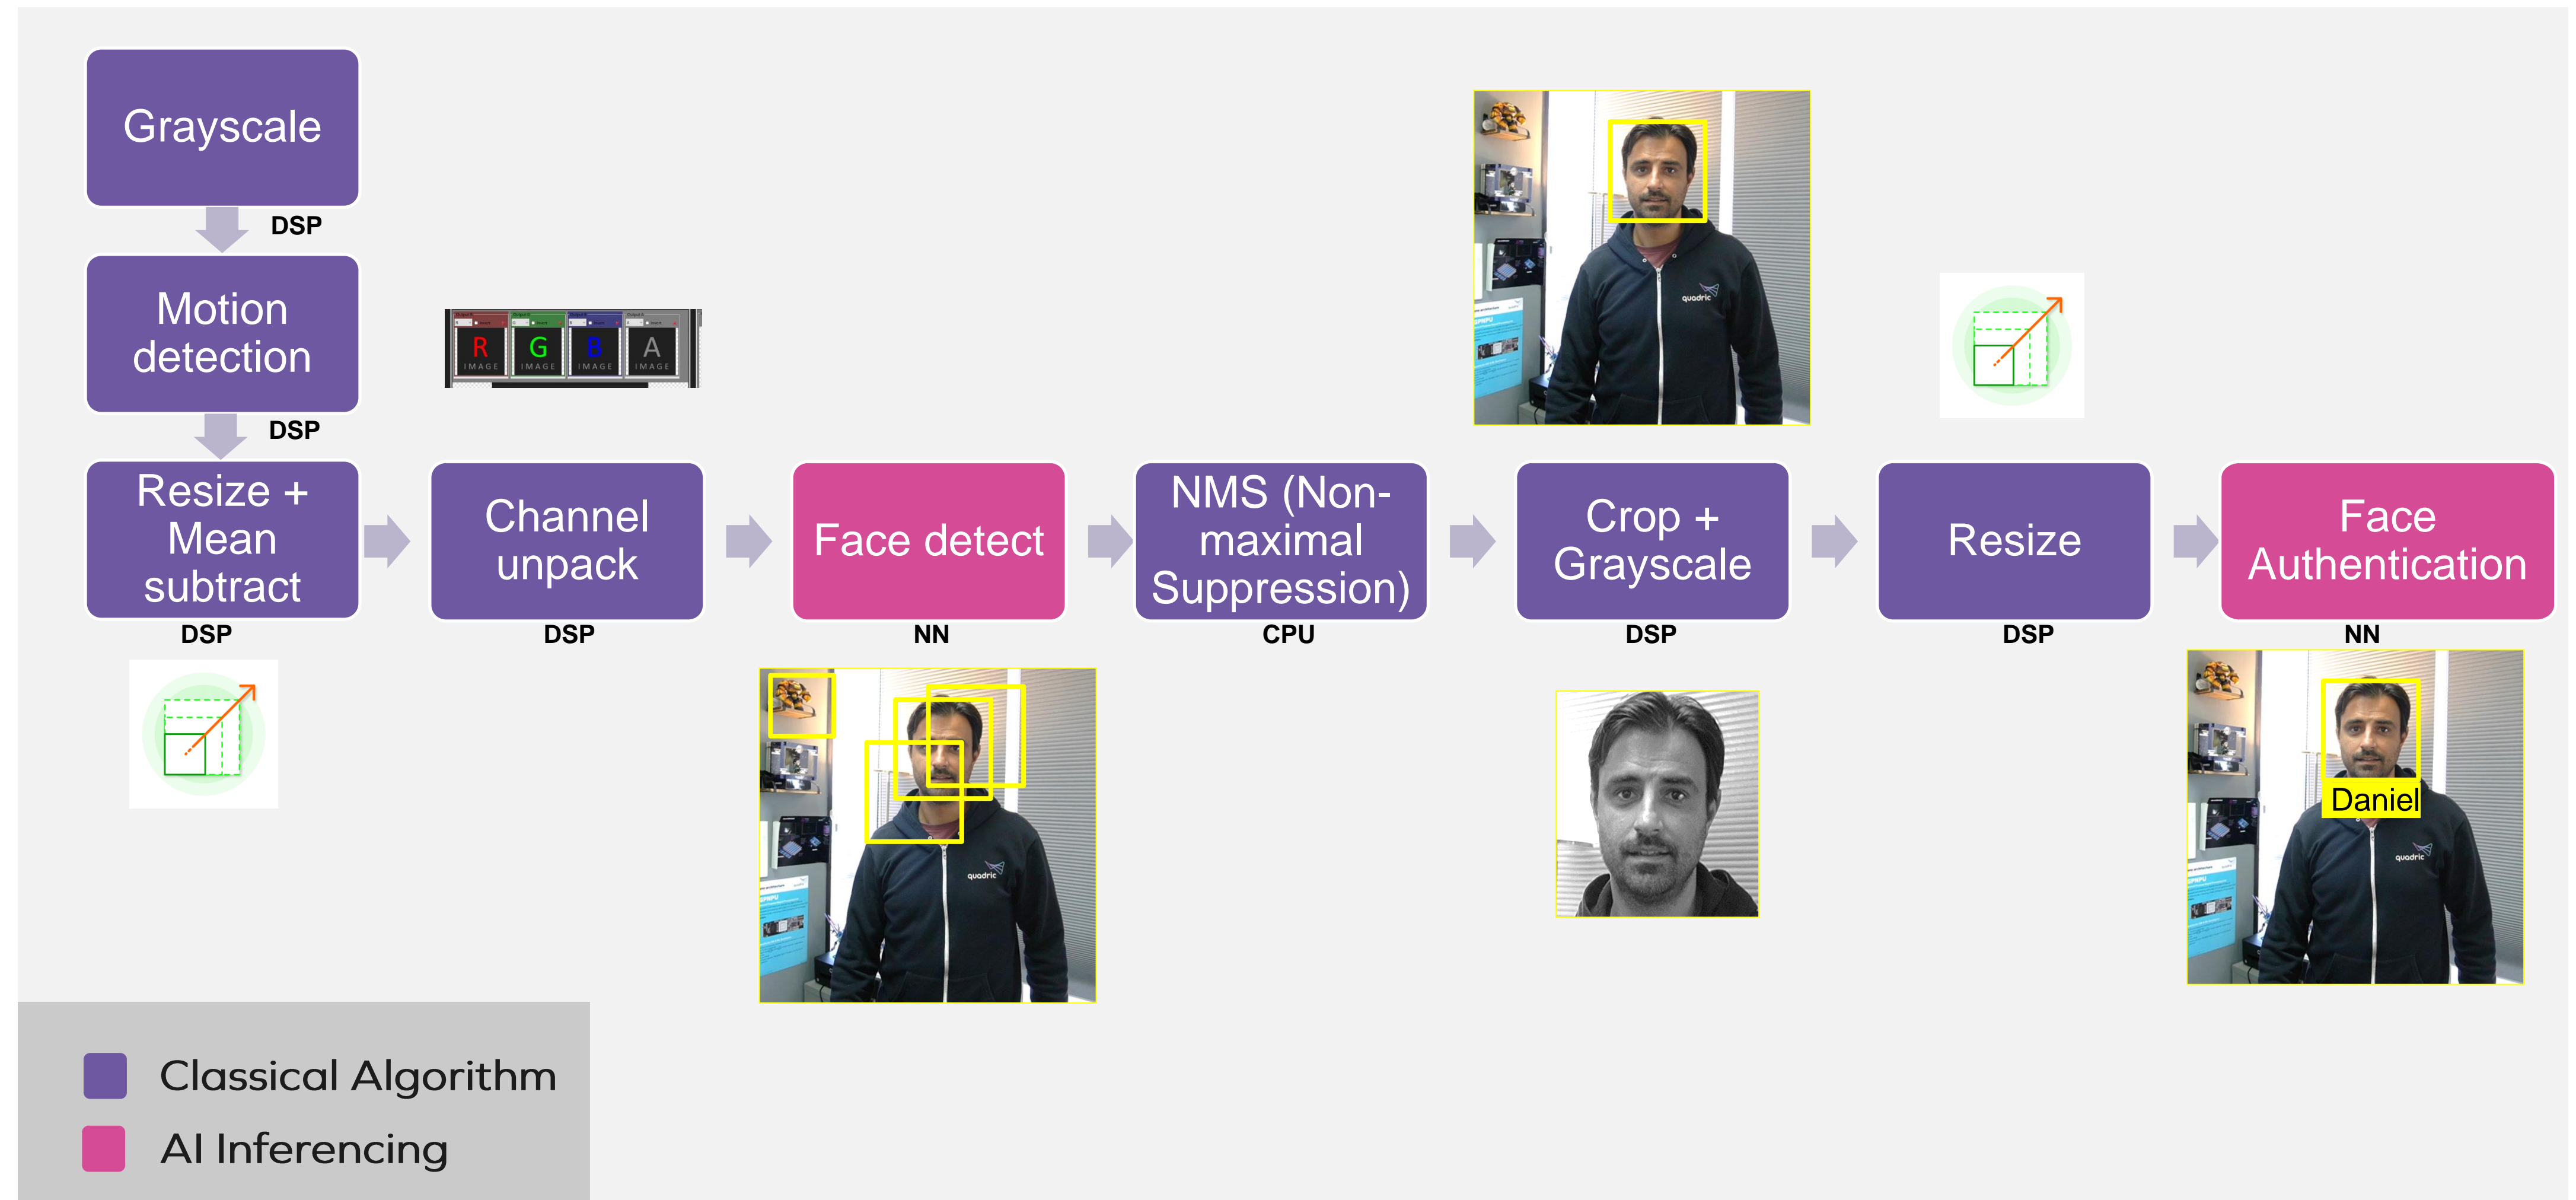 Grayscale
DSP
Motion
detection
DSP
R
G
B
A
IMAGE
IMAGE
IMAGE
IMAGE
quadric
Resize +
Mean
subtract
DSP
Channel
unpack
DSP
Face detect
NN
NMS (Non-
maximal
Suppression)
CPU
Crop +
Grayscale
DSP
Resize
DSP
Face
Authentication
NN
quadric
Daniel
quadric
Classical Algorithm
AI Inferencing